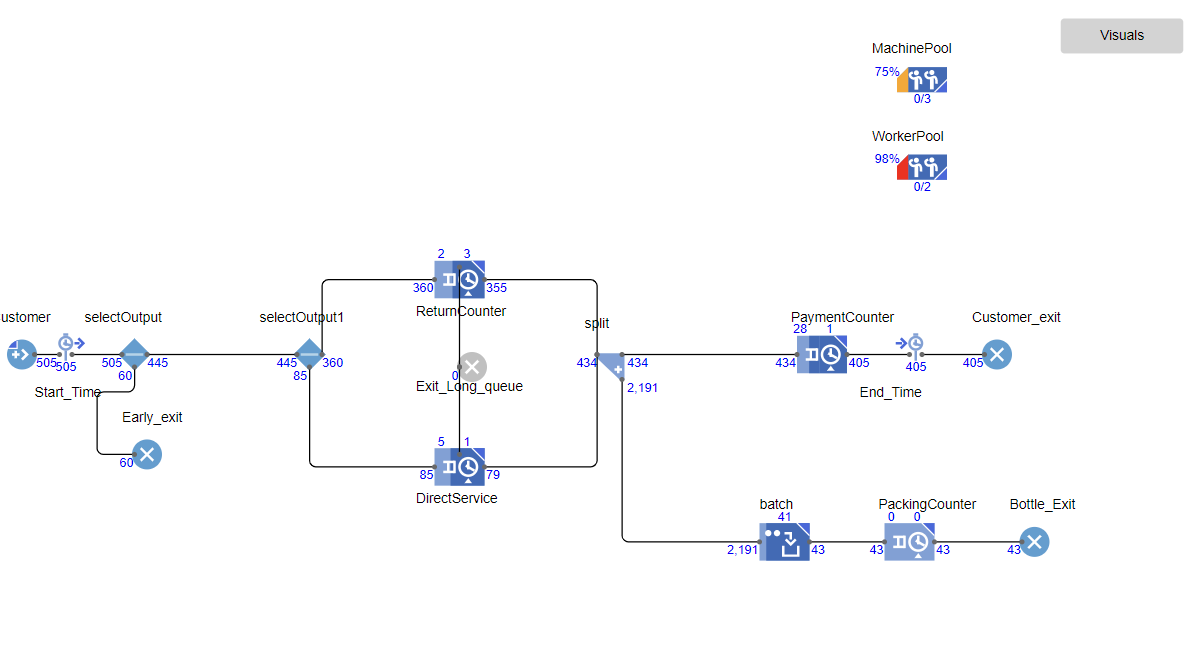 Visuals
MachinePool
75%
0/3
WorkerPool
98%
0/2
ustomer
505
505
Start_Time
selectOutput
505
445
60
Early_exit
60
selectOutput1
445
360
85
2 3
360
355
ReturnCounter
0
Exit_Long_queue
5 1
85
79
DirectService
split
434
434
2,191
PaymentCounter
28 1
434
405
405
End_Time
Customer_exit
405
batch
41
2,191
43
PackingCounter
0 0
43
43
Bottle_Exit
43